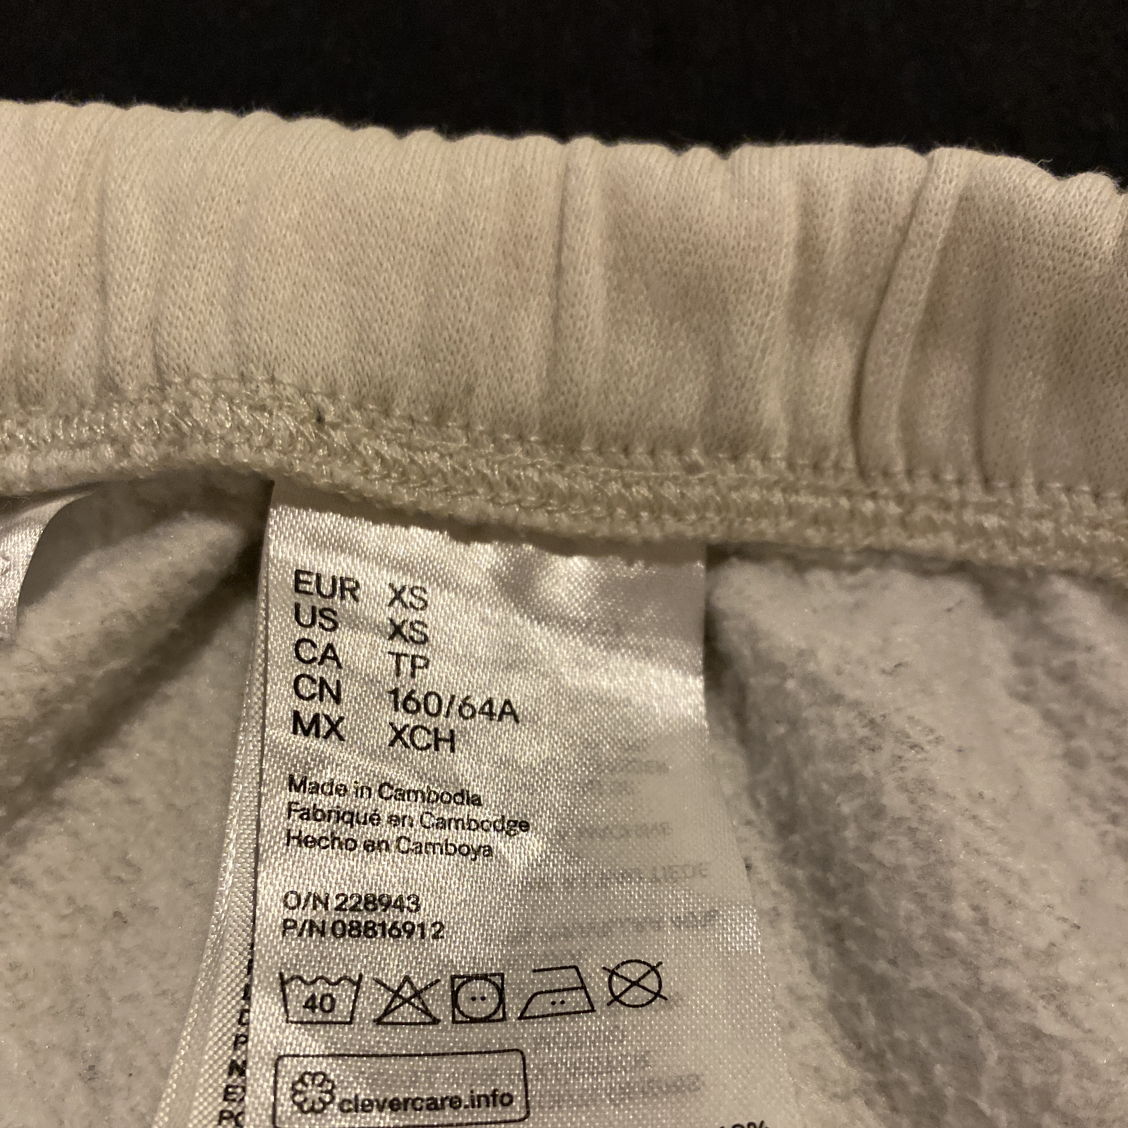 EUR XS
US XS
CA TP
CN 160/64A
MX XCH
Made in Cambodia
Fabriqué en Cambodge
Hecho en Camboya
O/N 228943
P/N 08816912
40
clevercare.info